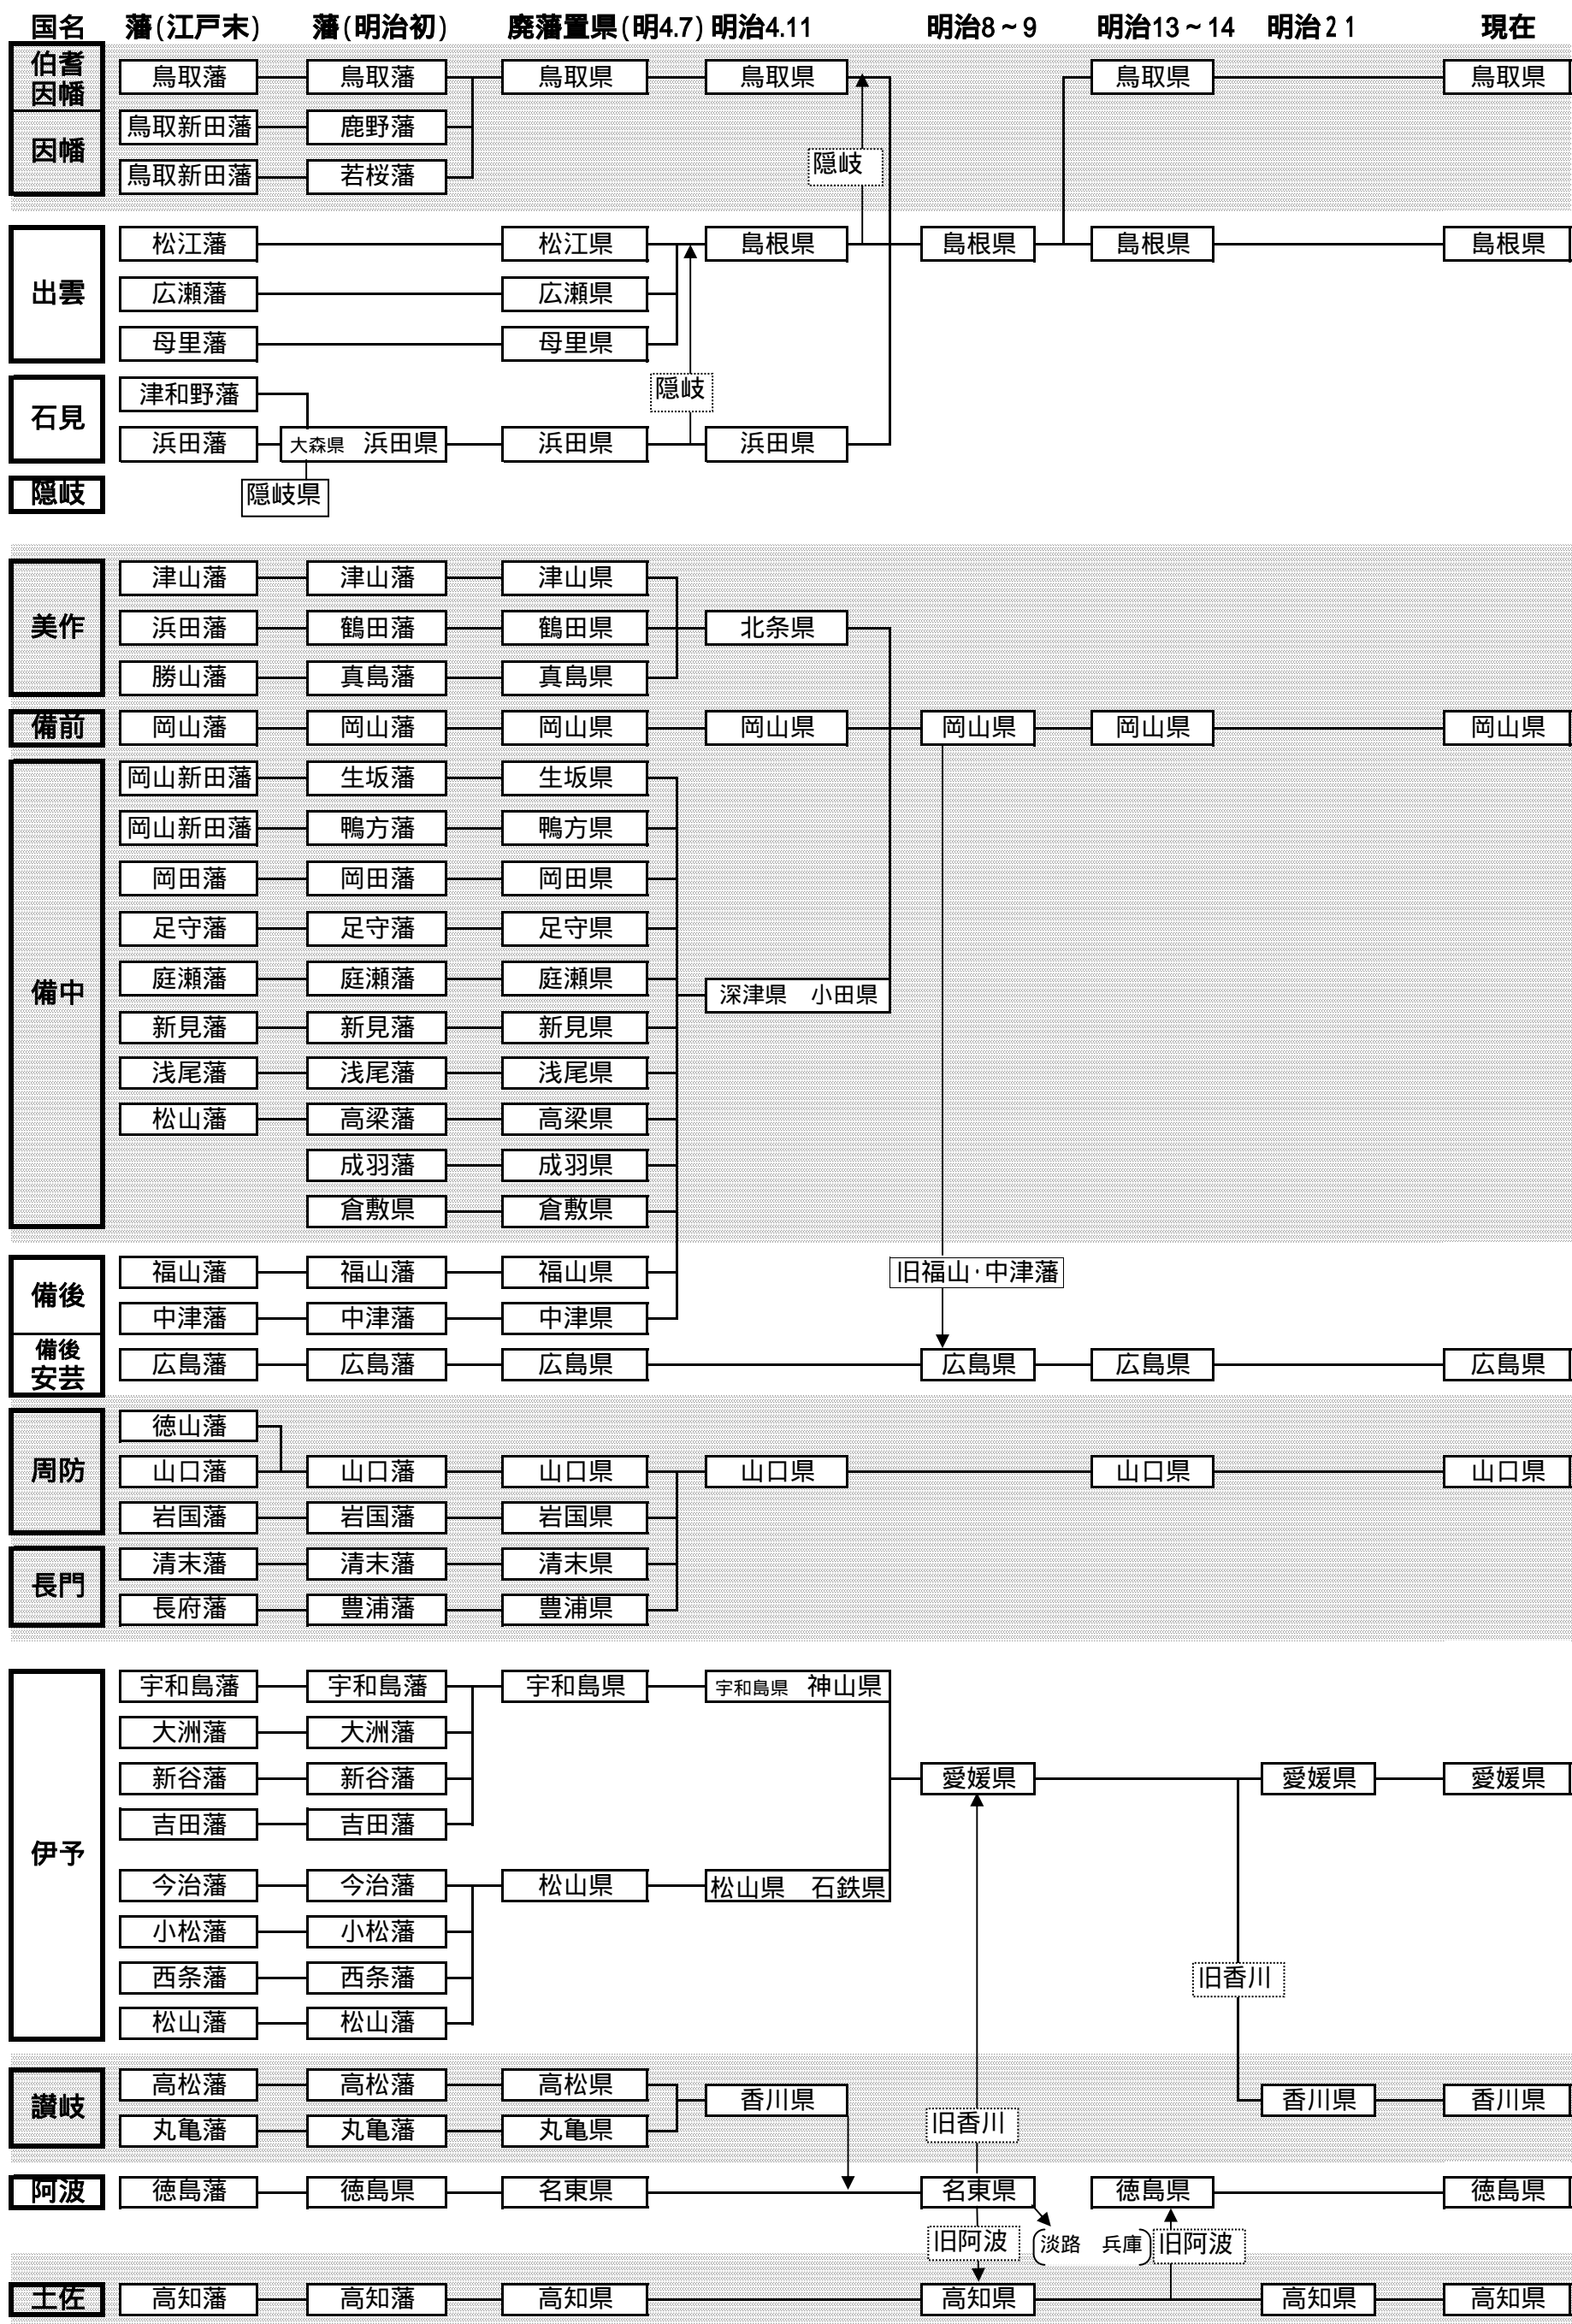 国名 藩(江戸末) 藩(明治初) 廃藩置県(明4.7) 明治4.11 明治8～9 明治13～14 明治21 現在
伯耆
因幡
鳥取藩 鳥取藩 鳥取県 鳥取県 鳥取県 鳥取県
因幡
鳥取新田藩 鹿野藩
隠岐
鳥取新田藩 若桜藩
出雲
松江藩 松江県 島根県 島根県 島根県 島根県
広瀬藩 広瀬県
母里藩 母里県
石見
津和野藩
隠岐
浜田藩 大森県 浜田県 浜田県 浜田県
隠岐
隠岐県
美作
津山藩 津山藩 津山県
浜田藩 鶴田藩 鶴田県 北条県
勝山藩 真島藩 真島県
備前 岡山藩 岡山藩 岡山県 岡山県 岡山県 岡山県 岡山県
備中
岡山新田藩 生坂藩 生坂県
岡山新田藩 鴨方藩 鴨方県
岡田藩 岡田藩 岡田県
足守藩 足守藩 足守県
庭瀬藩 庭瀬藩 庭瀬県
深津県 小田県
新見藩 新見藩 新見県
浅尾藩 浅尾藩 浅尾県
松山藩 高梁藩 高梁県
成羽藩 成羽県
倉敷県 倉敷県
備後
福山藩 福山藩 福山県 旧福山・中津藩
中津藩 中津藩 中津県
備後
安芸
広島藩 広島藩 広島県 広島県 広島県 広島県
周防
徳山藩
山口藩 山口藩 山口県 山口県 山口県 山口県
岩国藩 岩国藩 岩国県
長門
清末藩 清末藩 清末県
長府藩 豊浦藩 豊浦県
伊予
宇和島藩 宇和島藩 宇和島県 宇和島県 神山県
大洲藩 大洲藩
新谷藩 新谷藩 愛媛県 愛媛県 愛媛県
吉田藩 吉田藩
今治藩 今治藩 松山県 松山県 石鉄県
小松藩 小松藩
西条藩 西条藩 旧香川
松山藩 松山藩
讃岐
高松藩 高松藩 高松県
香川県 香川県 香川県
丸亀藩 丸亀藩 丸亀県 旧香川
阿波 徳島藩 徳島県 名東県 名東県 徳島県 徳島県
旧阿波 (淡路 兵庫) 旧阿波
土佐 高知藩 高知藩 高知県 高知県 高知県 高知県